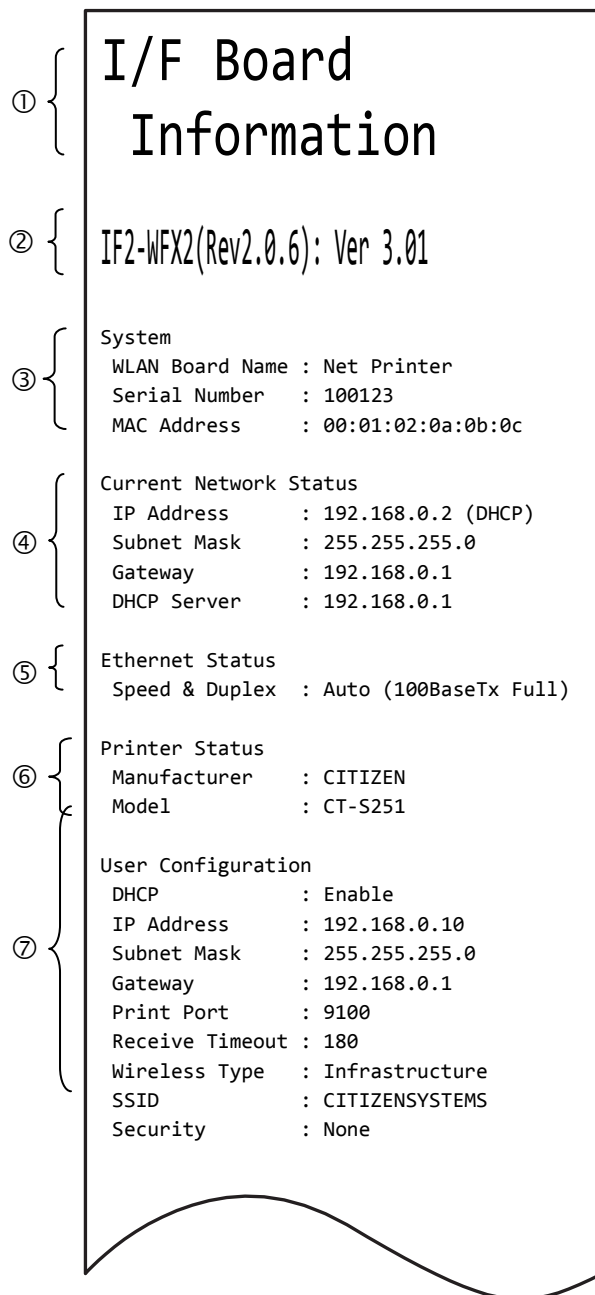 ①
I/F Board
Information
②
IF2-WFX2(Rev2.0.6): Ver 3.01
③
System
WLAN Board Name : Net Printer
Serial Number : 100123
MAC Address : 00:01:02:0a:0b:0c
④
Current Network Status
IP Address : 192.168.0.2 (DHCP)
Subnet Mask : 255.255.255.0
Gateway : 192.168.0.1
DHCP Server : 192.168.0.1
⑤
Ethernet Status
Speed & Duplex : Auto (100BaseTx Full)
⑥
Printer Status
Manufacturer : CITIZEN
Model : CT-S251
⑦
User Configuration
DHCP : Enable
IP Address : 192.168.0.10
Subnet Mask : 255.255.255.0
Gateway : 192.168.0.1
Print Port : 9100
Receive Timeout : 180
Wireless Type : Infrastructure
SSID : CITIZENSYSTEMS
Security : None